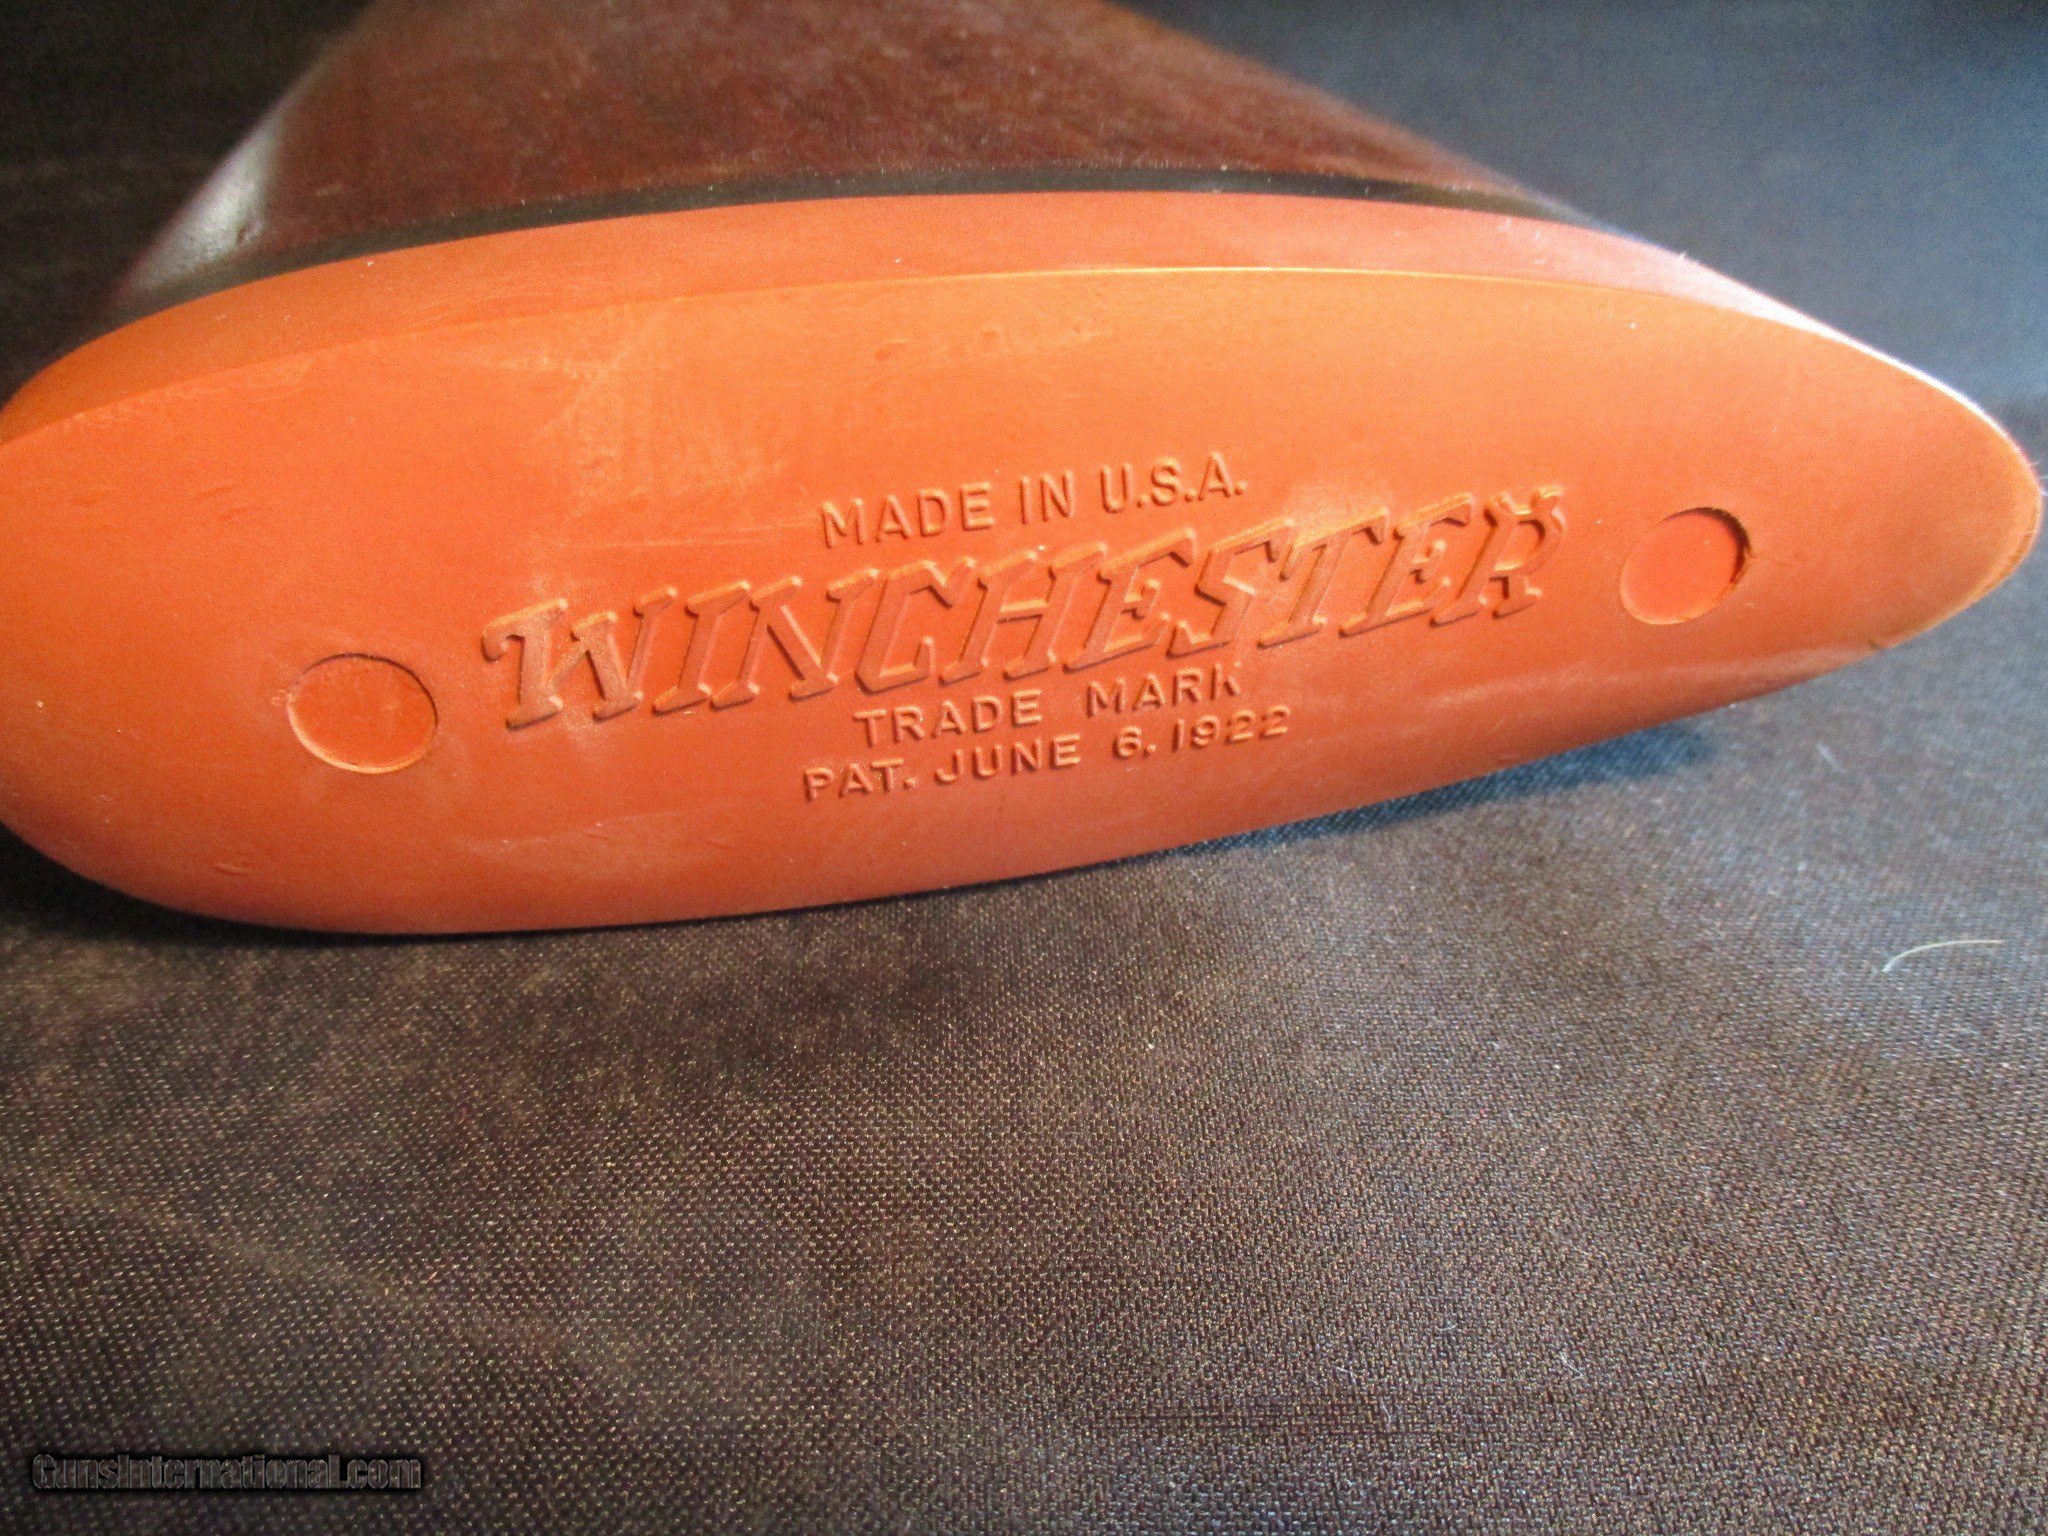 MADE IN U.S.A.
WINCHESTER
TRADE MARK
PAT. JUNE 6. 1922
GunsInternational.com